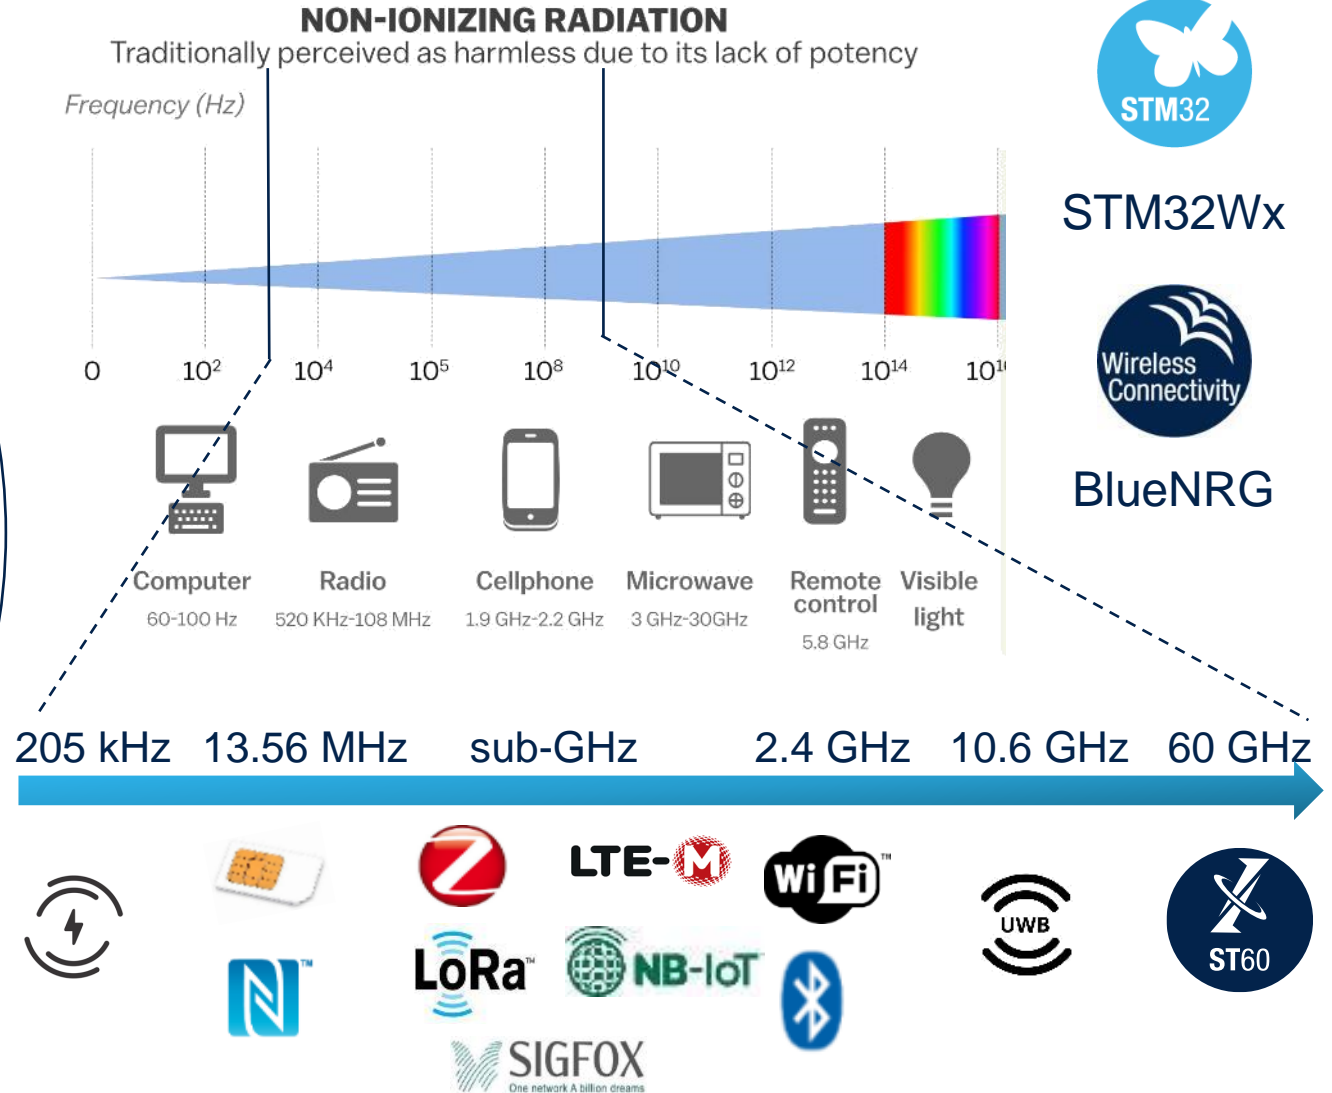 NON-IONIZING RADIATION
Traditionally perceived as harmless due to its lack of potency
Frequency (Hz)
STM32
STM32Wx
0 10² 10⁴ 10⁵ 10⁸ 10¹⁰ 10¹² 10¹⁴
Wireless
Connectivity
BlueNRG
Computer
60-100 Hz
Radio
520 KHz-108 MHz
Cellphone
1.9 GHz-2.2 GHz
Microwave
3 GHz-30GHz
Remote
control
5.8 GHz
Visible
light
205 kHz 13.56 MHz sub-GHz 2.4 GHz 10.6 GHz 60 GHz
Z
LTE-M
Wi Fi™
UWB
ST60
N™
LoRa™
NB-IoT
SIGFOX
One network A billion dreams